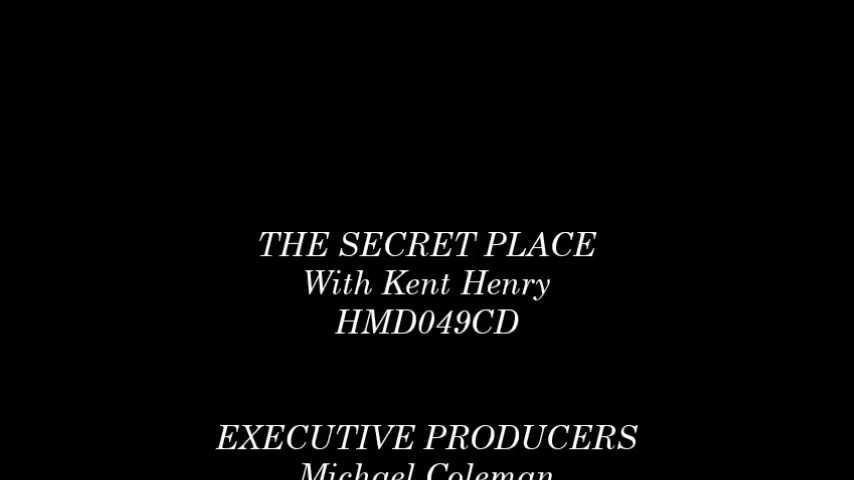 THE SECRET PLACE
With Kent Henry
HMD049CD
EXECUTIVE PRODUCERS
Michael Coleman